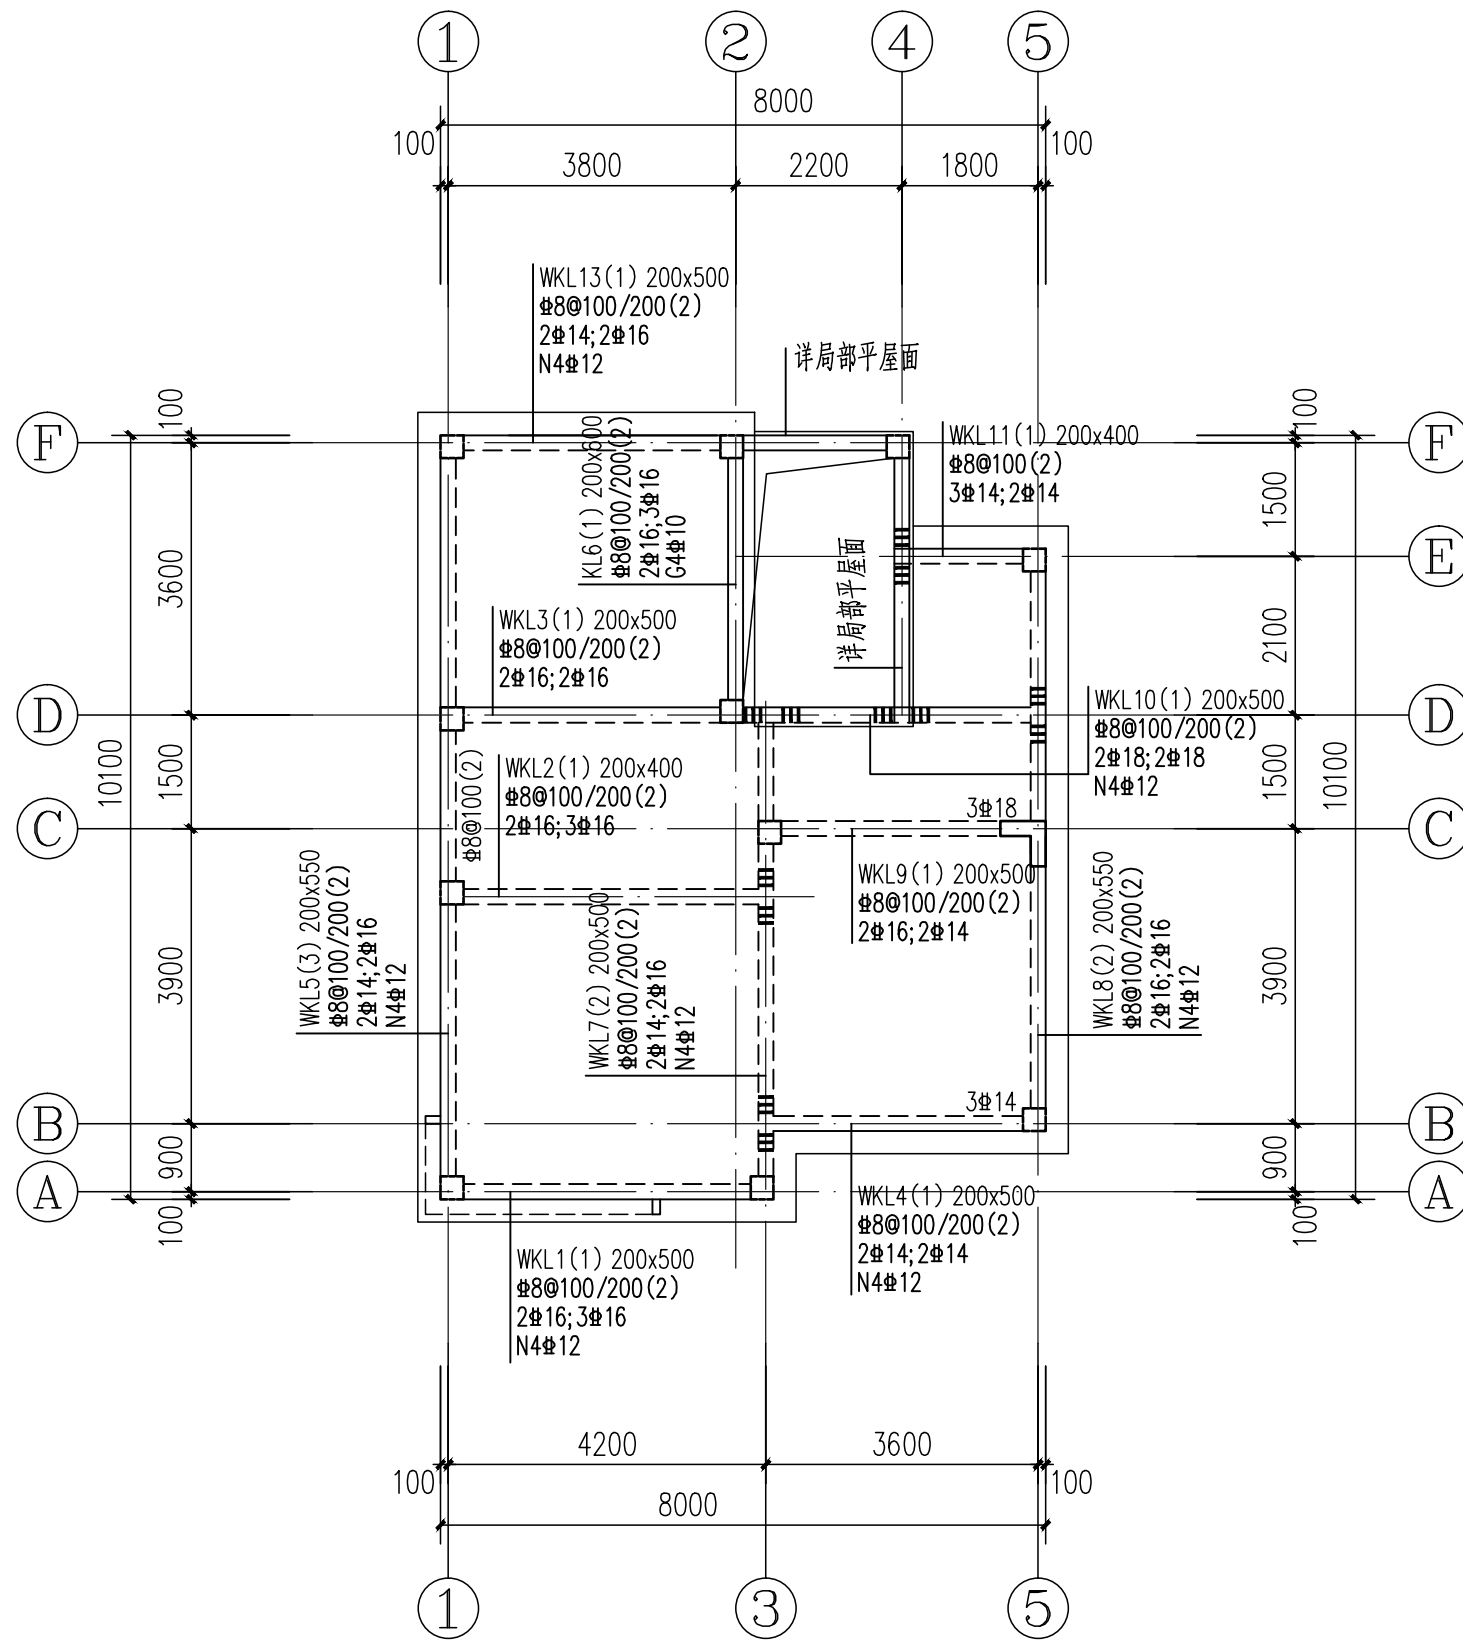 1
2
4
5
8000
100
100
3800
2200
1800
WKL13(1) 200x500
⌽8@100/200(2)
2⌽14;2⌽16
N4⌽12
详局部平屋面
F
F
100
100
KL6(1) 200x600
⌽8@100/200(2)
2⌽16;3⌽16
G4⌽10
WKL11(1) 200x400
⌽8@100(2)
3⌽14;2⌽14
1500
E
3600
详局部平屋面
WKL3(1) 200x500
⌽8@100/200(2)
2⌽16;2⌽16
2100
D
D
WKL10(1) 200x500
⌽8@100/200(2)
2⌽18;2⌽18
N4⌽12
10100
1500
⌽8@100(2)
WKL2(1) 200x400
⌽8@100/200(2)
2⌽16;3⌽16
3⌽18
1500
10100
C
C
WKL5(3) 200x550
⌽8@100/200(2)
2⌽14;2⌽16
N4⌽12
WKL7(2) 200x500
⌽8@100/200(2)
2⌽14;2⌽16
N4⌽12
WKL9(1) 200x500
⌽8@100/200(2)
2⌽16;2⌽14
WKL8(2) 200x550
⌽8@100/200(2)
2⌽16;2⌽16
N4⌽12
3900
3900
3⌽14
B
B
900
900
A
A
100
100
WKL4(1) 200x500
⌽8@100/200(2)
2⌽14;2⌽14
N4⌽12
WKL1(1) 200x500
⌽8@100/200(2)
2⌽16;3⌽16
N4⌽12
4200
3600
100
100
8000
1
3
5